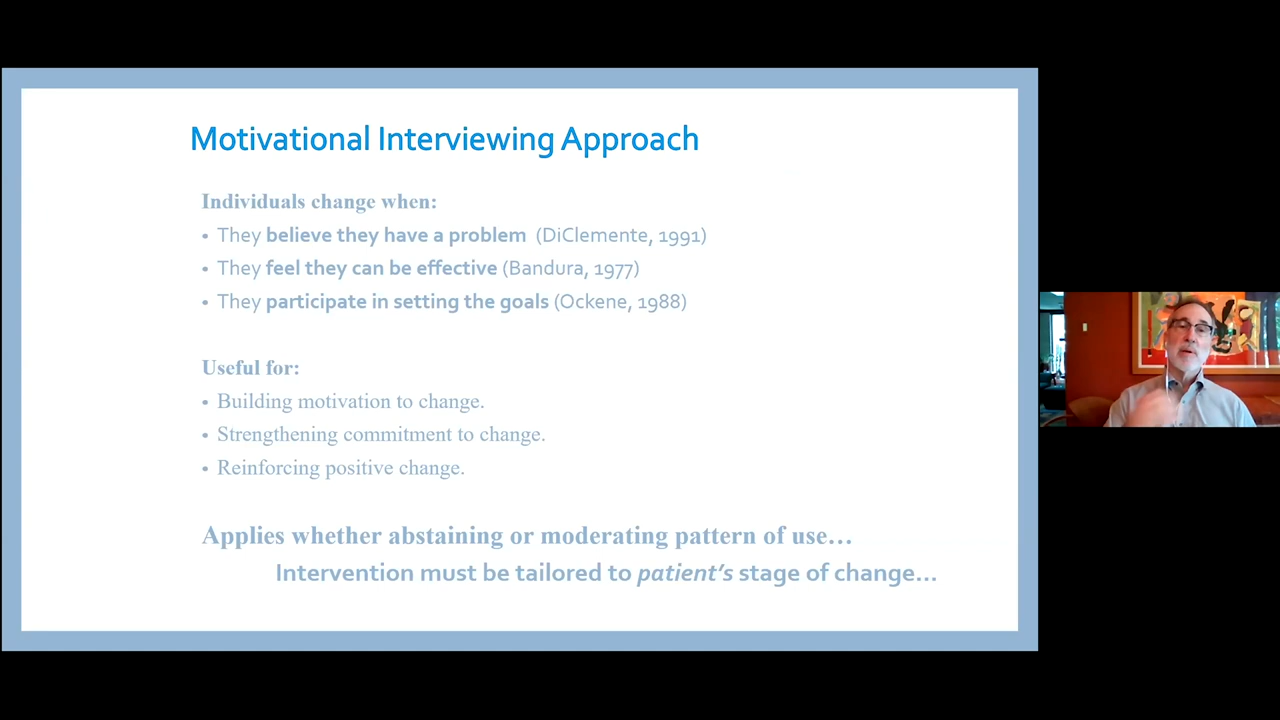 Motivational Interviewing Approach
Individuals change when:
• They believe they have a problem (DiClemente, 1991)
• They feel they can be effective (Bandura, 1977)
• They participate in setting the goals (Ockene, 1988)
Useful for:
• Building motivation to change.
• Strengthening commitment to change.
• Reinforcing positive change.
Applies whether abstaining or moderating pattern of use…
Intervention must be tailored to patient’s stage of change…